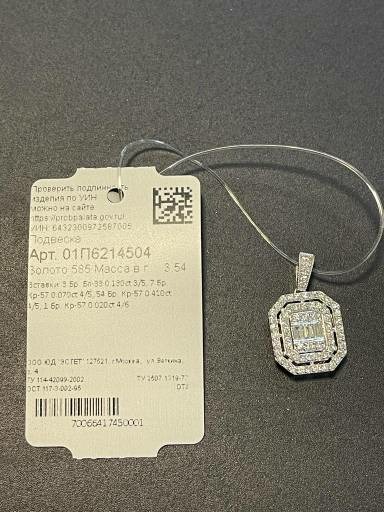 Проверить подлинность
изделия по УИН
можно на сайте
https://probpalata.gov.ru/
УИН: 6432300972587005
Подвеска
Арт. 01П6214504
Золото 585 Масса в г. 3.54
Вставки: 3 бр.
0.130ct 3/5, 7 бр.
Кр-57 0.070ct 4/5, 54 бр. Кр-57 0.410ct
4/5, 1 бр. Кр-57 0.020ct 4/6
ООО ЮД "ЭСТЕТ" 127521, г.Москва, ул.Веткина,
4
ТУ 114-42099-2002
ОСТ 117-3-002-95
70066417450001